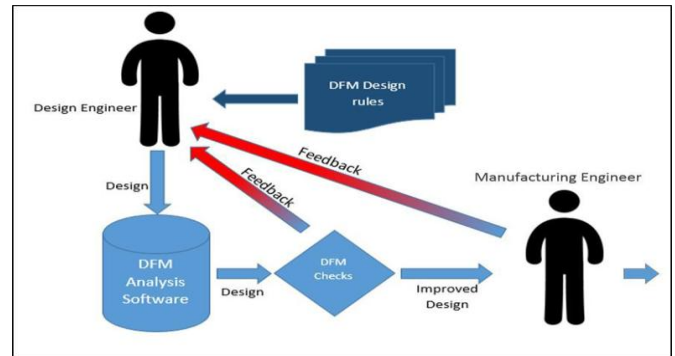 DFM Design
rules
Design Engineer
Feedback
Feedback
Manufacturing Engineer
Design
DFM
Analysis
Software
Design
DFM
Checks
Improved
Design